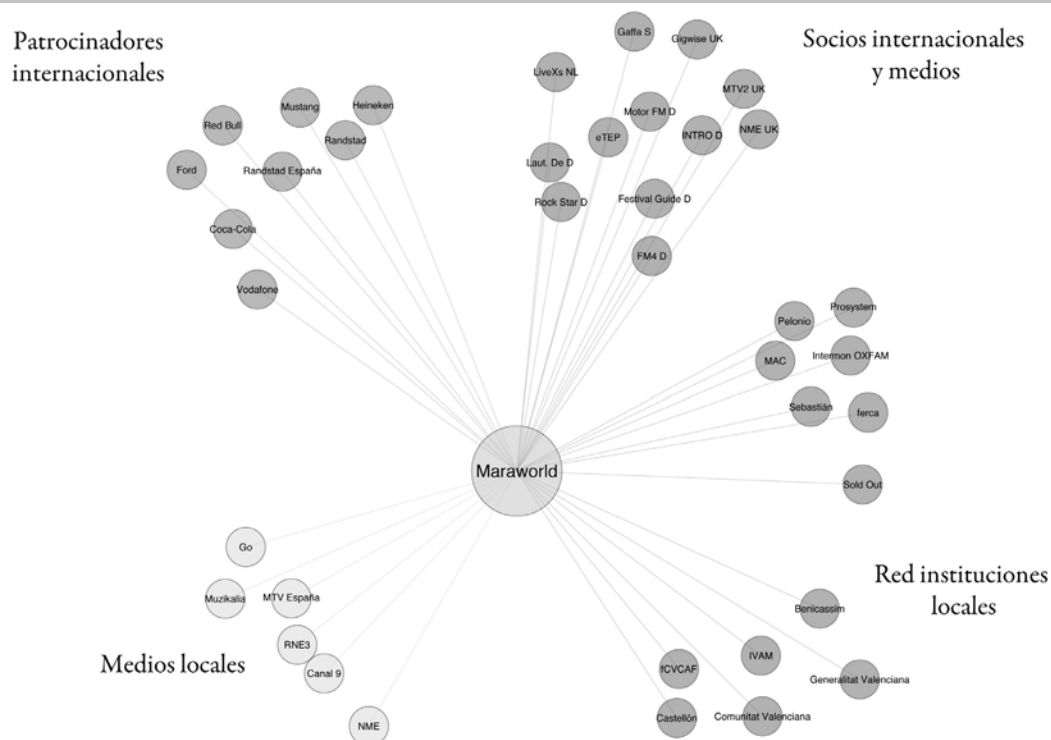 Patrocinadores
internacionales
Socios internacionales
y medios
Gaffa S
Gigwise UK
LiveXs NL
MTV2 UK
Motor FM D
NME UK
eTEP
INTRO D
Laut. De D
Rock Star D
Festival Guide D
FM4 D
Heineken
Mustang
Red Bull
Randstad
Ford
Randstad España
Coca-Cola
Vodafone
Prosystem
Pelonio
MAC
Intermon OXFAM
Sebastián
ferca
Sold Out
Maraworld
Go
Muzikalia
MTV España
RNE3
Canal 9
NME
Medios locales
Red instituciones
locales
Benicassim
IVAM
fCVCAF
Generalitat Valenciana
Castellón
Comunitat Valenciana